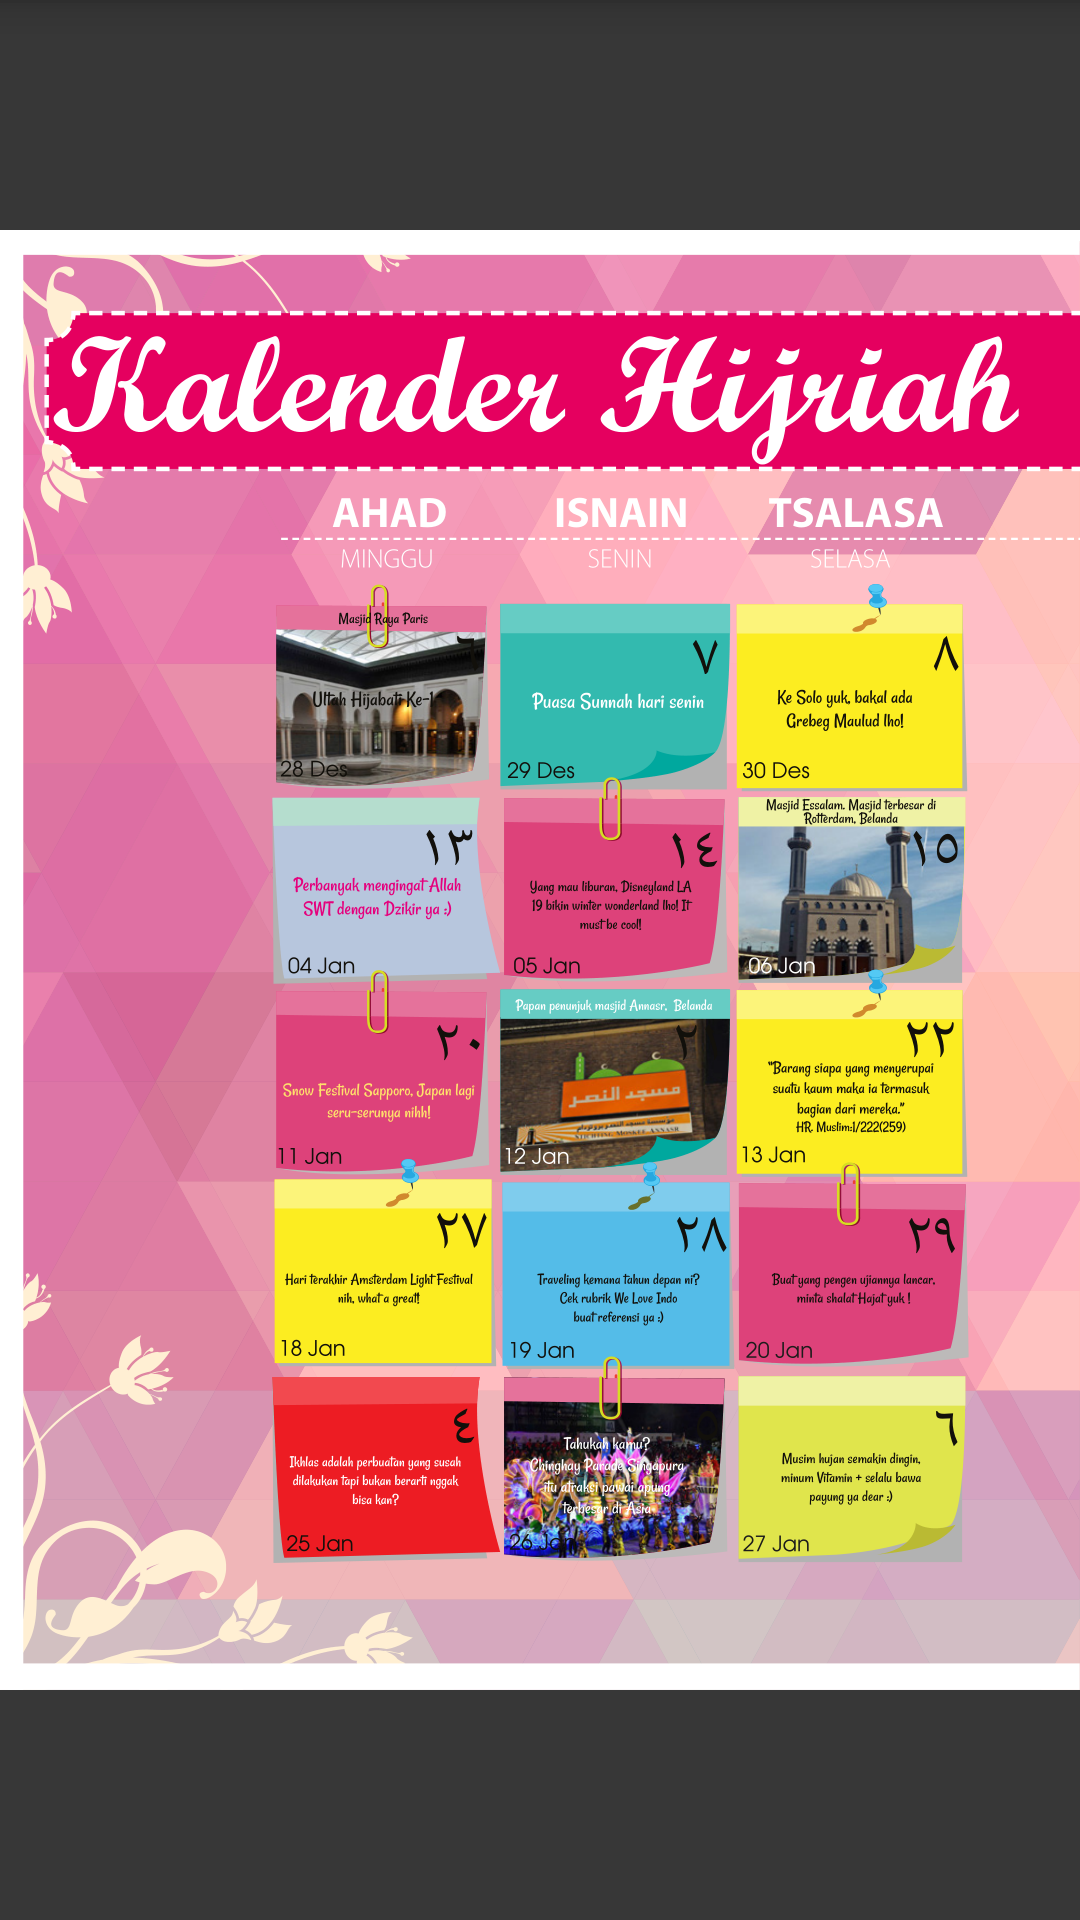 Kalender Hijriah
AHAD ISNAIN TSALASA
MINGGU SENIN SELASA
Masjid Raya Paris
٦
Ultah Hijabati Ke-1
28 Des
٧
Puasa Sunnah hari senin
29 Des
٨
Ke Solo yuk, bakal ada
Grebeg Maulud lho!
30 Des
١٣
Perbanyak mengingat Allah
SWT dengan Dzikir ya :)
04 Jan
١٤
Yang mau liburan, Disneyland LA
19 bikin winter wonderland lho! It
must be cool!
05 Jan
Masjid Essalam. Masjid terbesar di
Rotterdam, Belanda
١٥
06 Jan
٢٠
Snow Festival Sapporo, Japan lagi
seru-serunya nihh!
11 Jan
Papan penunjuk masjid Annasr, Belanda
٢
مسجد النصر
STICHTING MOSKEE ANNASR
12 Jan
٢٢
"Barang siapa yang menyerupai
suatu kaum maka ia termasuk
bagian dari mereka."
HR. Muslim:1/222(259)
13 Jan
٢٧
Hari terakhir Amsterdam Light Festival
nih, what a great!
18 Jan
٢٨
Traveling kemana tahun depan ni?
Cek rubrik We Love Indo
buat referensi ya :)
19 Jan
٢٩
Buat yang pengen ujiannya lancar,
minta shalat Hajat yuk !
20 Jan
٤
Ikhlas adalah perbuatan yang susah
dilakukan tapi bukan berarti nggak
bisa kan?
25 Jan
Tahukah kamu?
Chinghay Parade Singapura
itu atraksi pawai apung
terbesar di Asia
26 Jan
٦
Musim hujan semakin dingin,
minum Vitamin + selalu bawa
payung ya dear :)
27 Jan